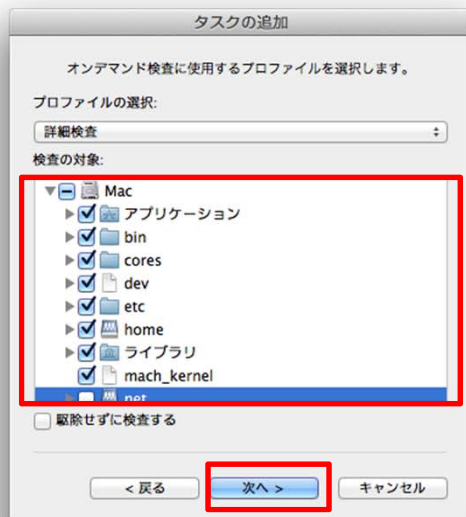 タスクの追加
オンデマンド検査に使用するプロファイルを選択します。
プロファイルの選択:
詳細検査
検査の対象:
Mac
アプリケーション
bin
cores
dev
etc
home
ライブラリ
mach_kernel
net
駆除せずに検査する
< 戻る
次へ >
キャンセル